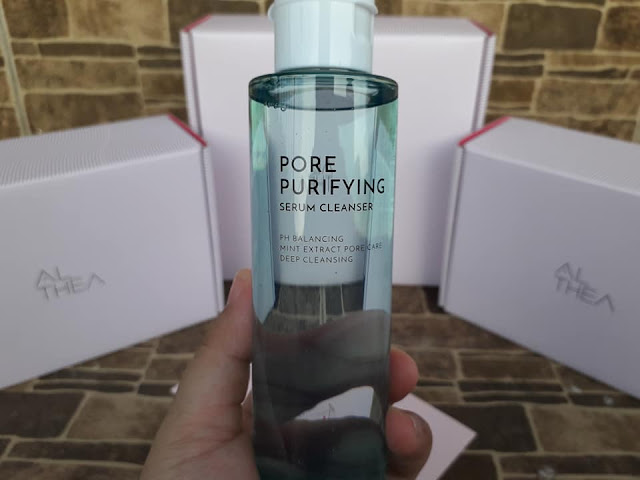 PORE
PURIFYING
SERUM CLEANSER
PH BALANCING
MINT EXTRACT PORE CARE
DEEP CLEANSING
AL
THEA
AL
THEA